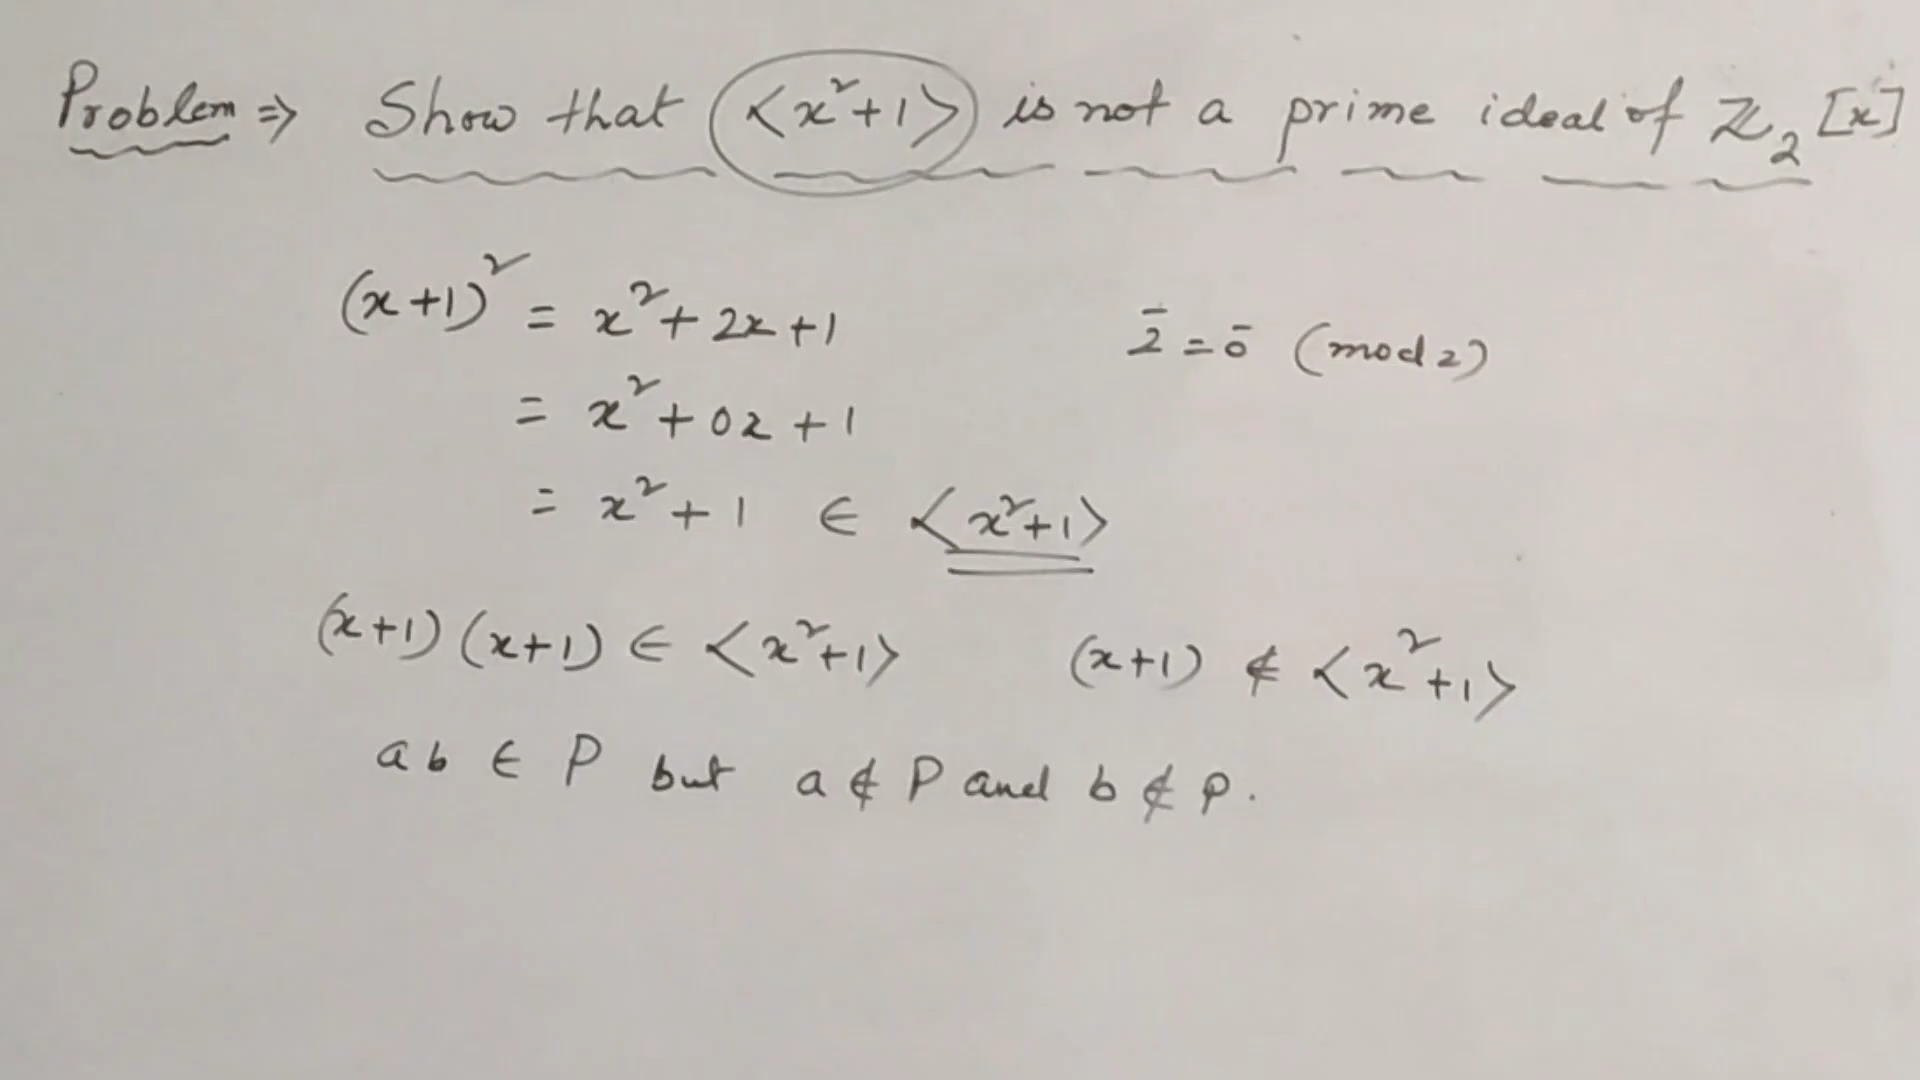 Problem ⇒ Show that <x²+1> is not a prime ideal of ℤ₂[x]
(x+1)² = x²+2x+1    2̄ = 0̄ (mod 2)
= x²+0x+1
= x²+1 ∈ <x²+1>
(x+1)(x+1) ∈ <x²+1>    (x+1) ∉ <x²+1>
ab ∈ P but a ∉ P and b ∉ P.